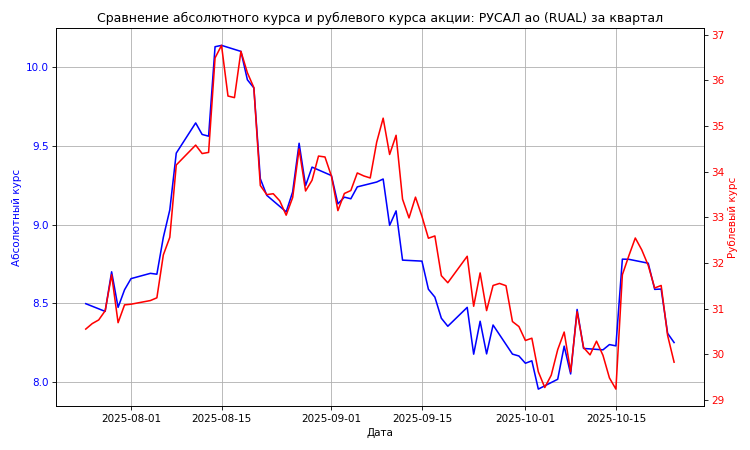 Сравнение абсолютного курса и рублевого курса акции: РУСАЛ ао (RUAL) за квартал
Абсолютный курс
10.0
9.5
9.0
8.5
8.0
37
36
35
34
33
32
31
30
29
Рублевый курс
2025-08-01 2025-08-15 2025-09-01 2025-09-15 2025-10-01 2025-10-15
Дата